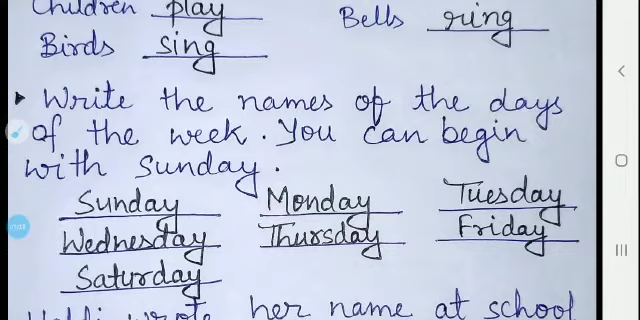 Children play Bells ring
Birds sing
Write the names of the days
of the week. You can begin
with Sunday.
Sunday Monday Tuesday
Wednesday Thursday Friday
Saturday
wrote her name at school